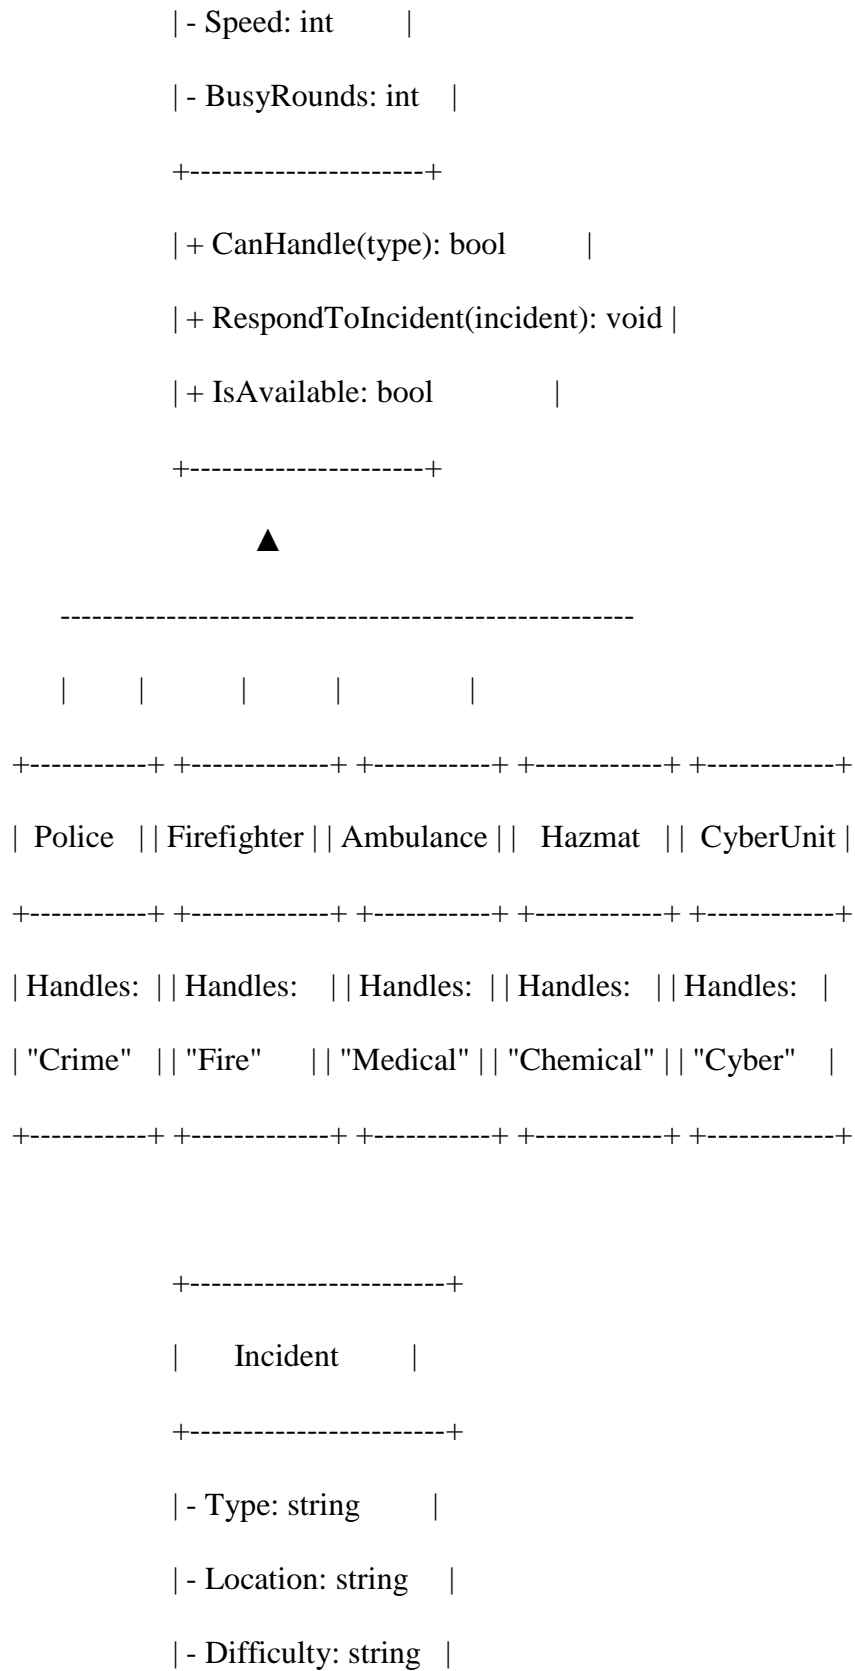 | - Speed: int |
| - BusyRounds: int |
+----------------------+
| + CanHandle(type): bool |
| + RespondToIncident(incident): void |
| + IsAvailable: bool |
+----------------------+
▲
------------------------------------------------------
| | | | |
+-----------+ +-------------+ +-----------+ +------------+ +------------+
| Police | | Firefighter | | Ambulance | | Hazmat | | CyberUnit |
+-----------+ +-------------+ +-----------+ +------------+ +------------+
| Handles: | | Handles: | | Handles: | | Handles: | | Handles: |
| "Crime" | | "Fire" | | "Medical" | | "Chemical" | | "Cyber" |
+-----------+ +-------------+ +-----------+ +------------+ +------------+
+------------------------+
| Incident |
+------------------------+
| - Type: string |
| - Location: string |
| - Difficulty: string |